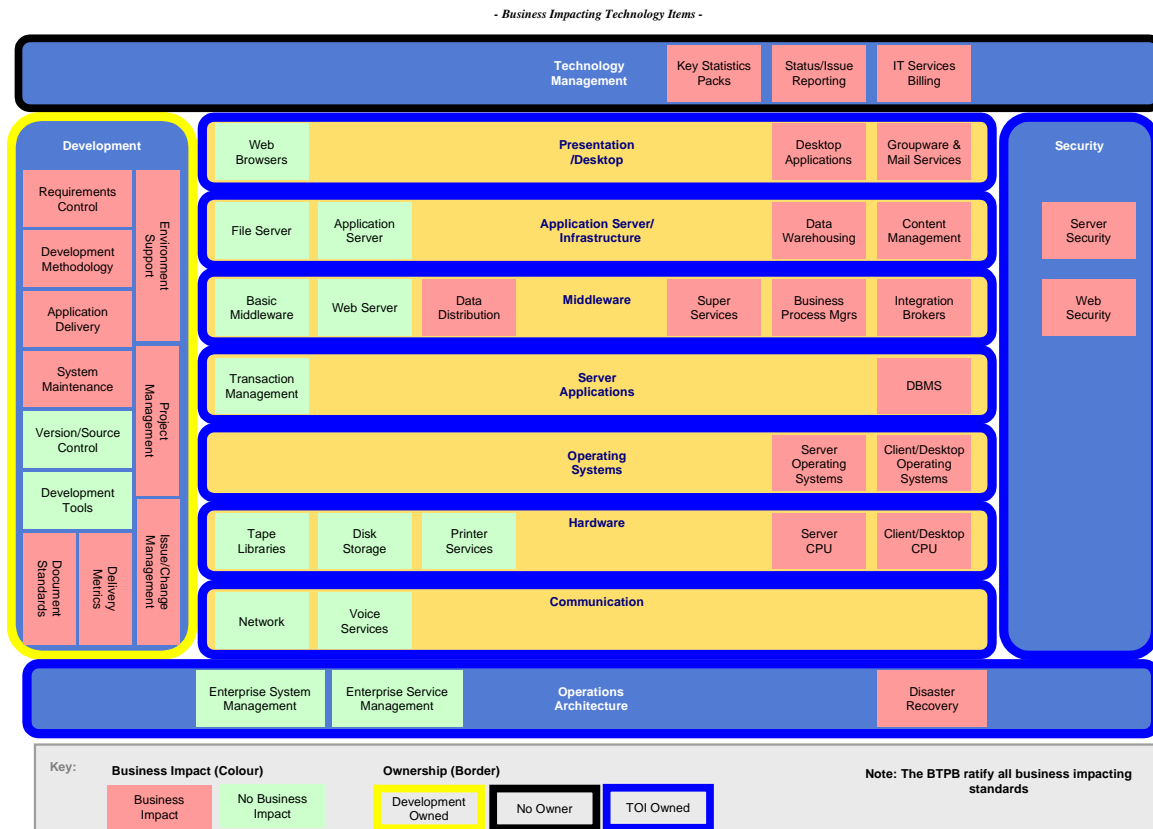 - Business Impacting Technology Items -
Technology
Management
Key Statistics
Packs
Status/Issue
Reporting
IT Services
Billing
Development
Requirements
Control
Development
Methodology
Application
Delivery
System
Maintenance
Version/Source
Control
Development
Tools
Document
Standards
Delivery
Metrics
Environment
Support
Project
Management
Issue/Change
Management
Web
Browsers
Presentation
/Desktop
Desktop
Applications
Groupware &
Mail Services
File Server
Application
Server
Application Server/
Infrastructure
Data
Warehousing
Content
Management
Basic
Middleware
Web Server
Data
Distribution
Middleware
Super
Services
Business
Process Mgrs
Integration
Brokers
Transaction
Management
Server
Applications
DBMS
Operating
Systems
Server
Operating
Systems
Client/Desktop
Operating
Systems
Tape
Libraries
Disk
Storage
Printer
Services
Hardware
Server
CPU
Client/Desktop
CPU
Network
Voice
Services
Communication
Security
Server
Security
Web
Security
Enterprise System
Management
Enterprise Service
Management
Operations
Architecture
Disaster
Recovery
Key:
Business Impact (Colour)
Business
Impact
No Business
Impact
Ownership (Border)
Development
Owned
No Owner
TOI Owned
Note: The BTPB ratify all business impacting
standards